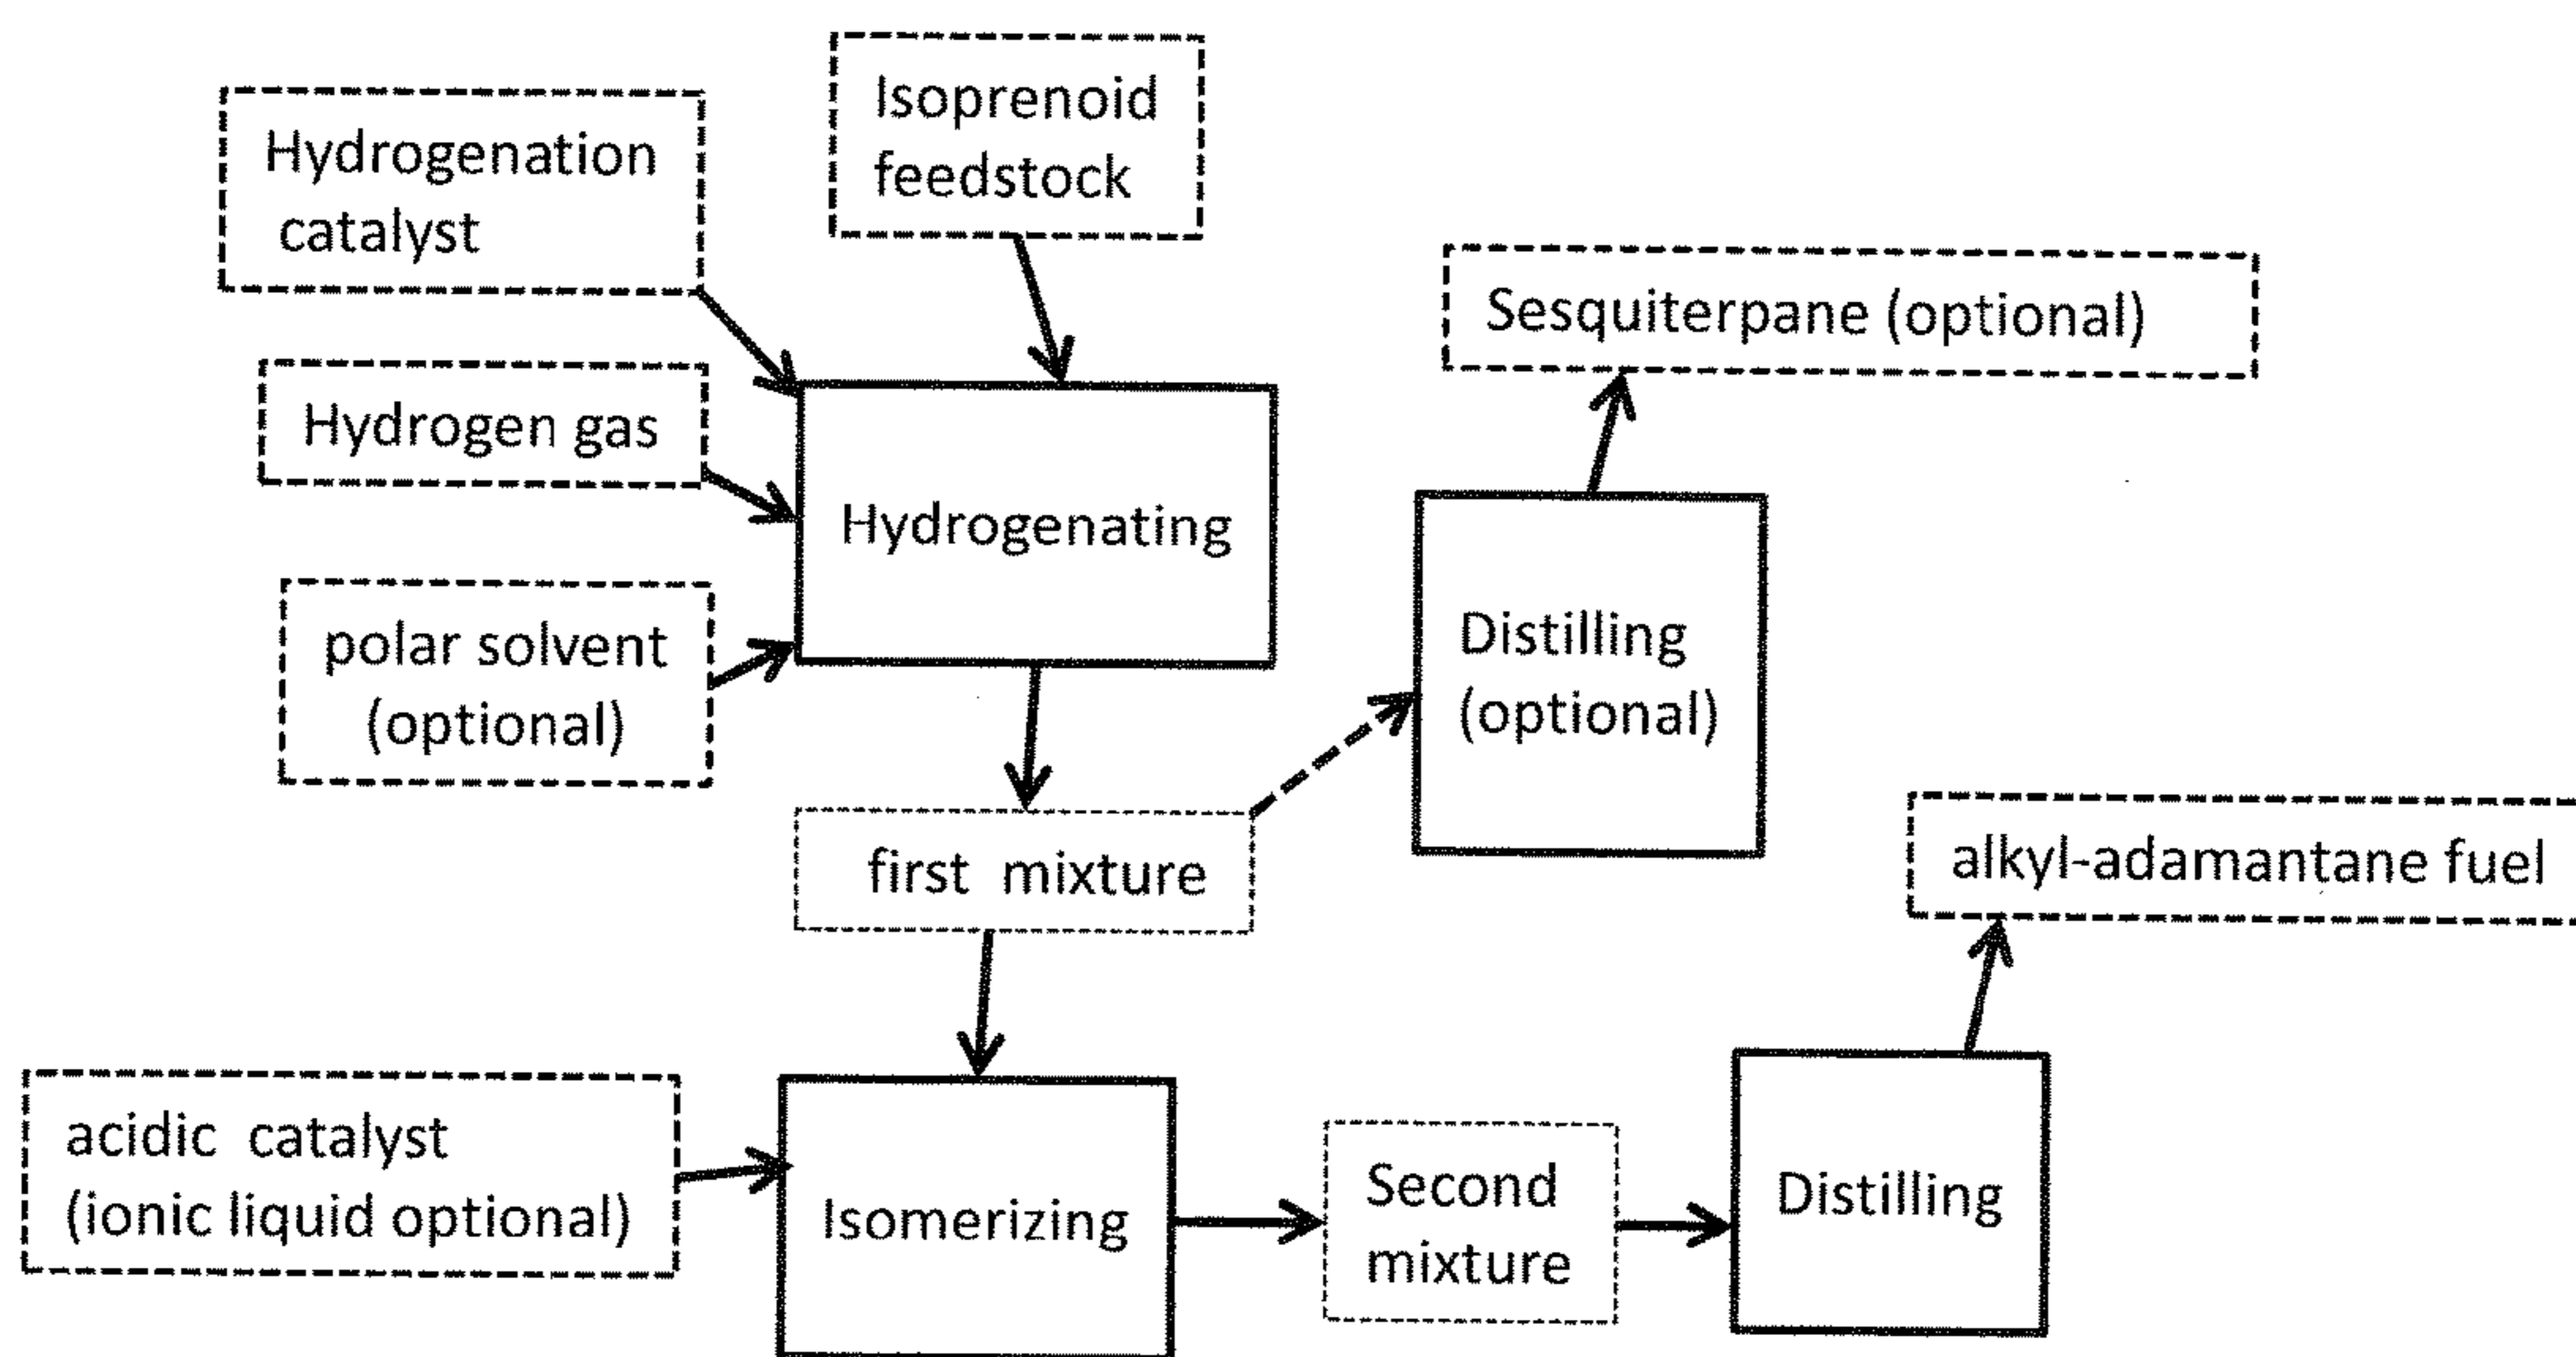 Isoprenoid
feedstock
Hydrogenation
catalyst
Sesquiterpane (optional)
Hydrogen gas
Hydrogenating
polar solvent
(optional)
Distilling
(optional)
first mixture
alkyl-adamantane fuel
acidic catalyst
(ionic liquid optional)
Isomerizing
Second
mixture
Distilling